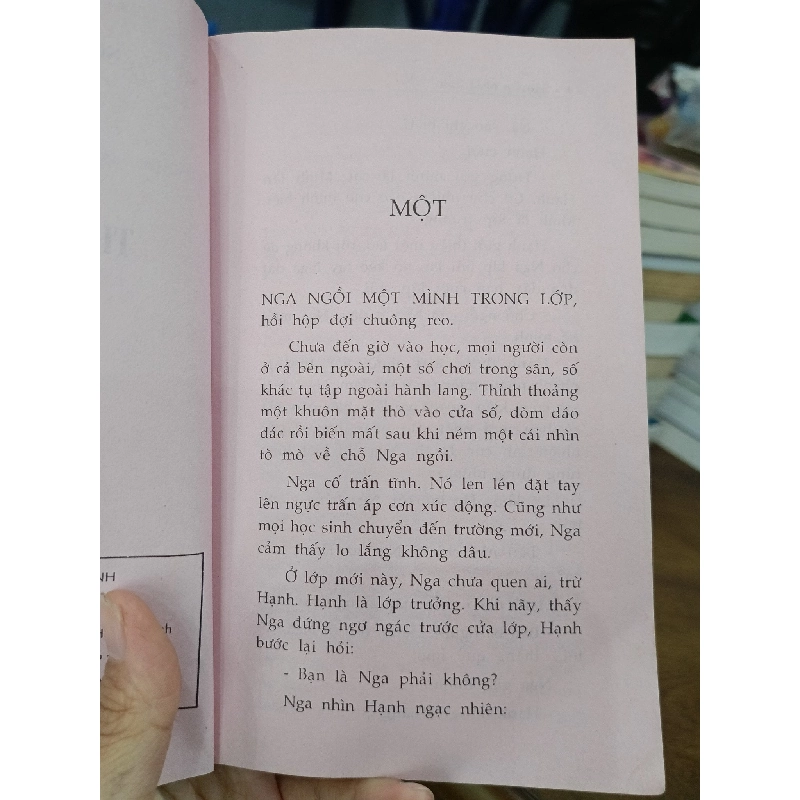 MỘT
NGA NGỒI MỘT MÌNH TRONG LỚP,
hồi hộp đợi chuông reo.
Chưa đến giờ vào học, mọi người còn
ở cả bên ngoài, một số chơi trong sân, số
khác tụ tập ngoài hành lang. Thỉnh thoảng
một khuôn mặt thò vào cửa sổ, dòm dáo
dác rồi biến mất sau khi ném một cái nhìn
tò mò về chỗ Nga ngồi.
Nga cố trấn tĩnh. Nó len lén đặt tay
lên ngực trấn áp cơn xúc động. Cũng như
mọi học sinh chuyển đến trường mới, Nga
cảm thấy lo lắng không đâu.
Ở lớp mới này, Nga chưa quen ai, trừ
Hạnh. Hạnh là lớp trưởng. Khi nãy, thấy
Nga đứng ngơ ngác trước cửa lớp, Hạnh
bước lại hỏi:
- Bạn là Nga phải không?
Nga nhìn Hạnh ngạc nhiên:
NH
H
ch